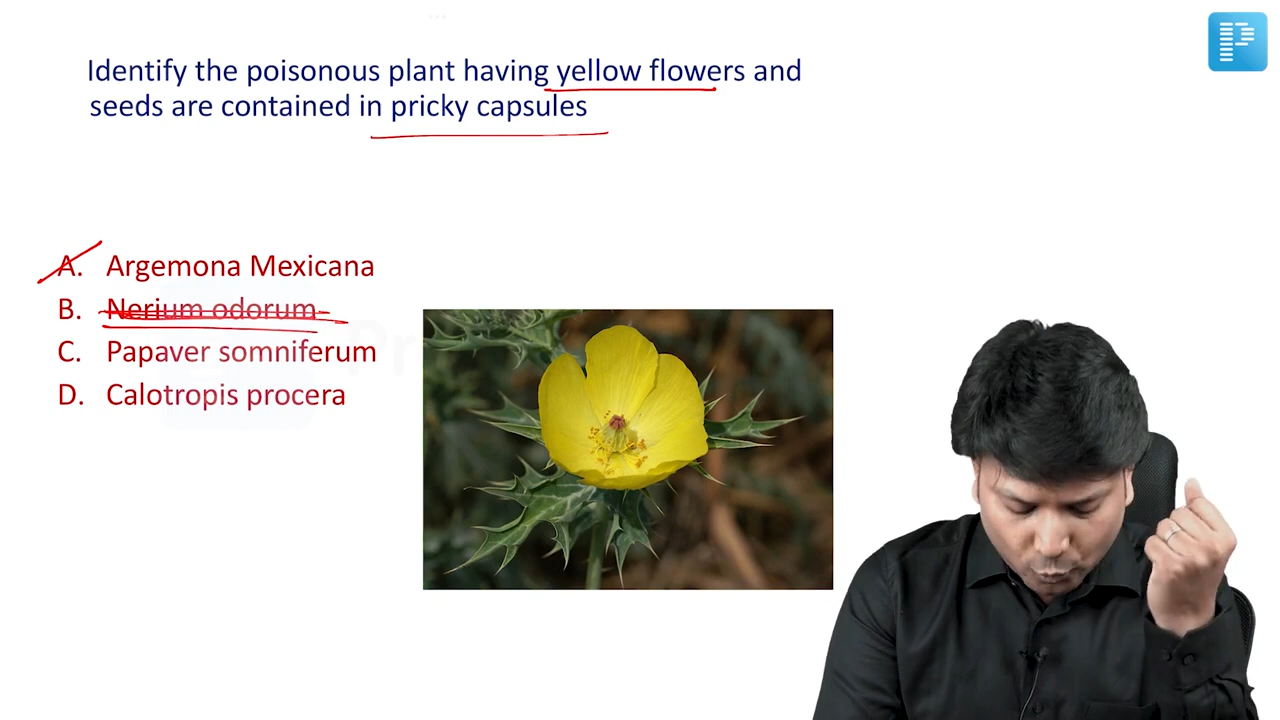 Identify the poisonous plant having yellow flowers and
seeds are contained in pricky capsules
A. Argemona Mexicana
B. Nerium odorum
C. Papaver somniferum
D. Calotropis procera